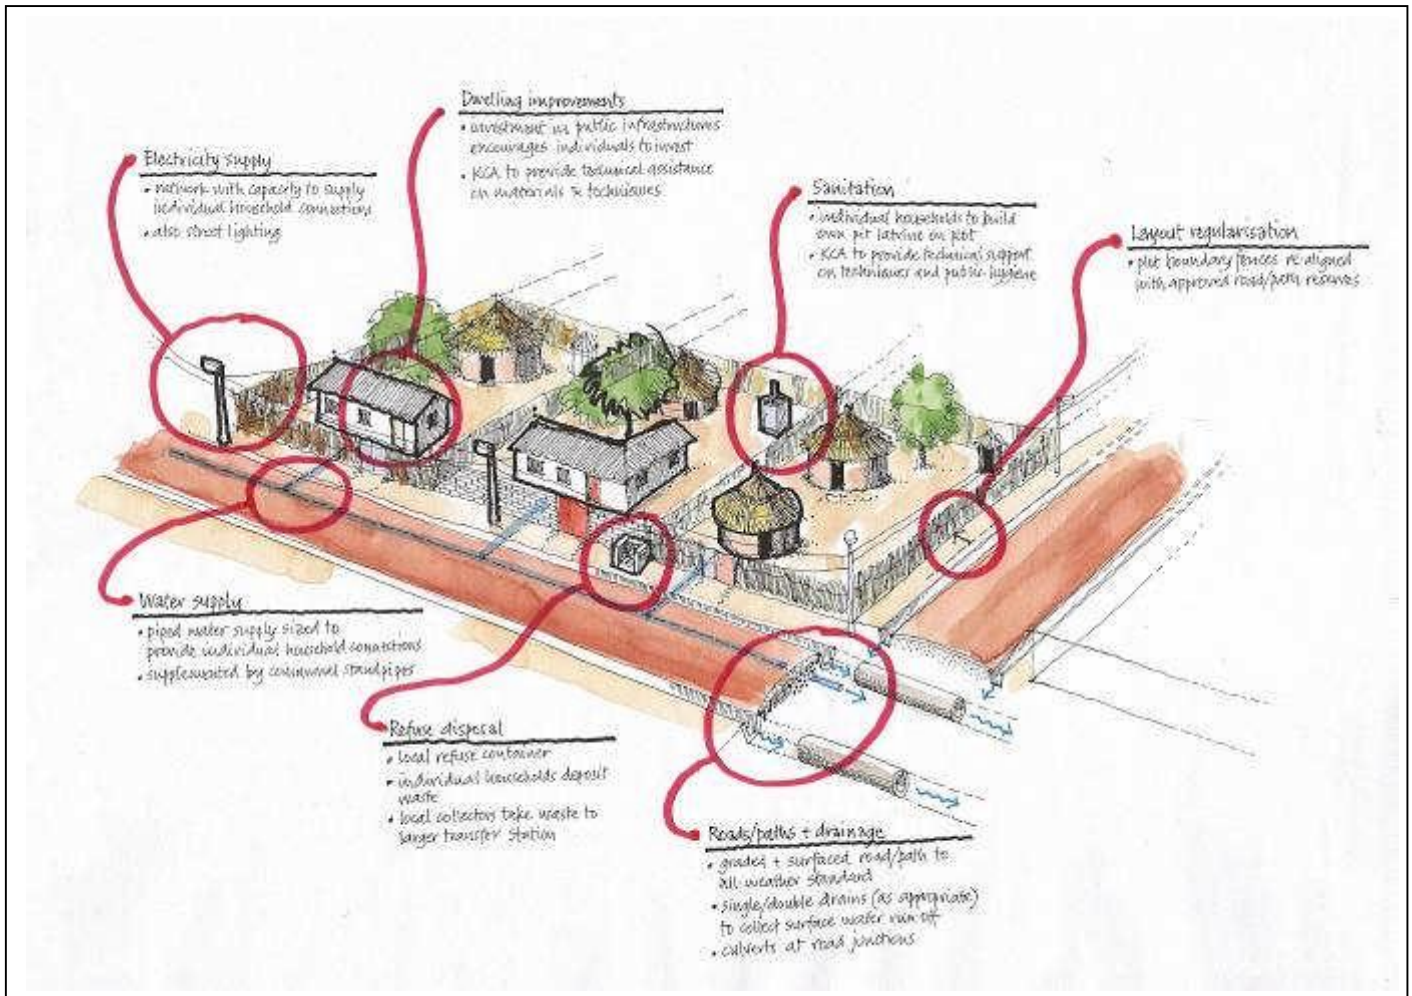 Dwelling improvements
• investment in public infrastructures
encourages individuals to invest
• KCA to provide technical assistance
on materials & techniques
Electricity supply
• network with capacity to supply
individual household connections
• also street lighting
Sanitation
• individual households to build
own pit latrine on plot
• KCA to provide technical support
on techniques and public hygiene
Layout regularisation
• plot boundary fences re aligned
with approved road/path reserves
Water supply
• piped water supply sized to
provide individual household connections
• supplemented by communal standpipes
Refuse disposal
• local refuse container
• individual households deposit
waste
• local collectors take waste to
larger transfer station
Roads/paths + drainage
• graded + surfaced road/path to
all weather standard
• single/double drains (as appropriate)
to collect surface water run off
• culverts at road junctions